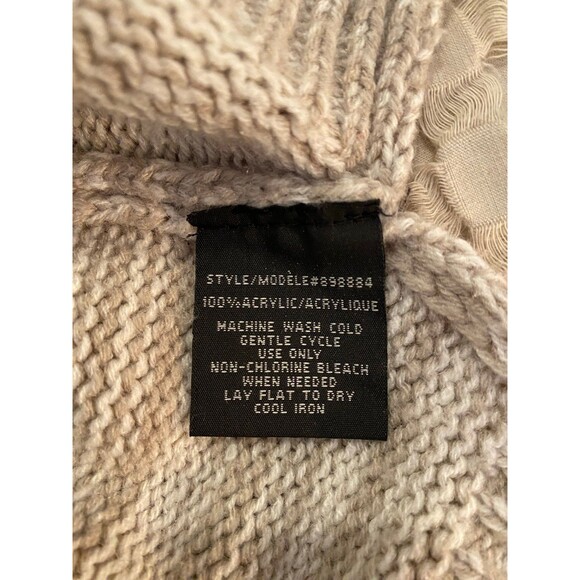 STYLE/MODÈLE#898884
100%ACRYLIC/ACRYLIQUE
MACHINE WASH COLD
GENTLE CYCLE
USE ONLY
NON-CHLORINE BLEACH
WHEN NEEDED
LAY FLAT TO DRY
COOL IRON